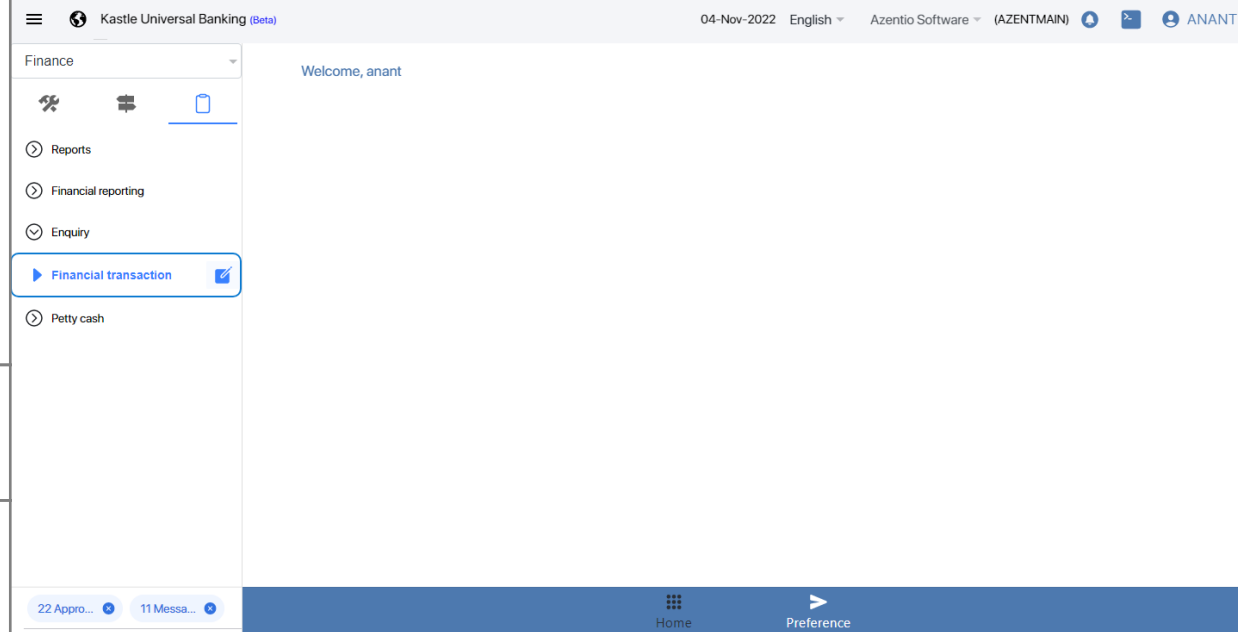 Kastle Universal Banking (Beta) 04-Nov-2022 English Azentio Software (AZENTMAIN) ANANT
Finance
Welcome, anant
Reports
Financial reporting
Enquiry
Financial transaction
Petty cash
22 Appro... 11 Messa...
Home Preference